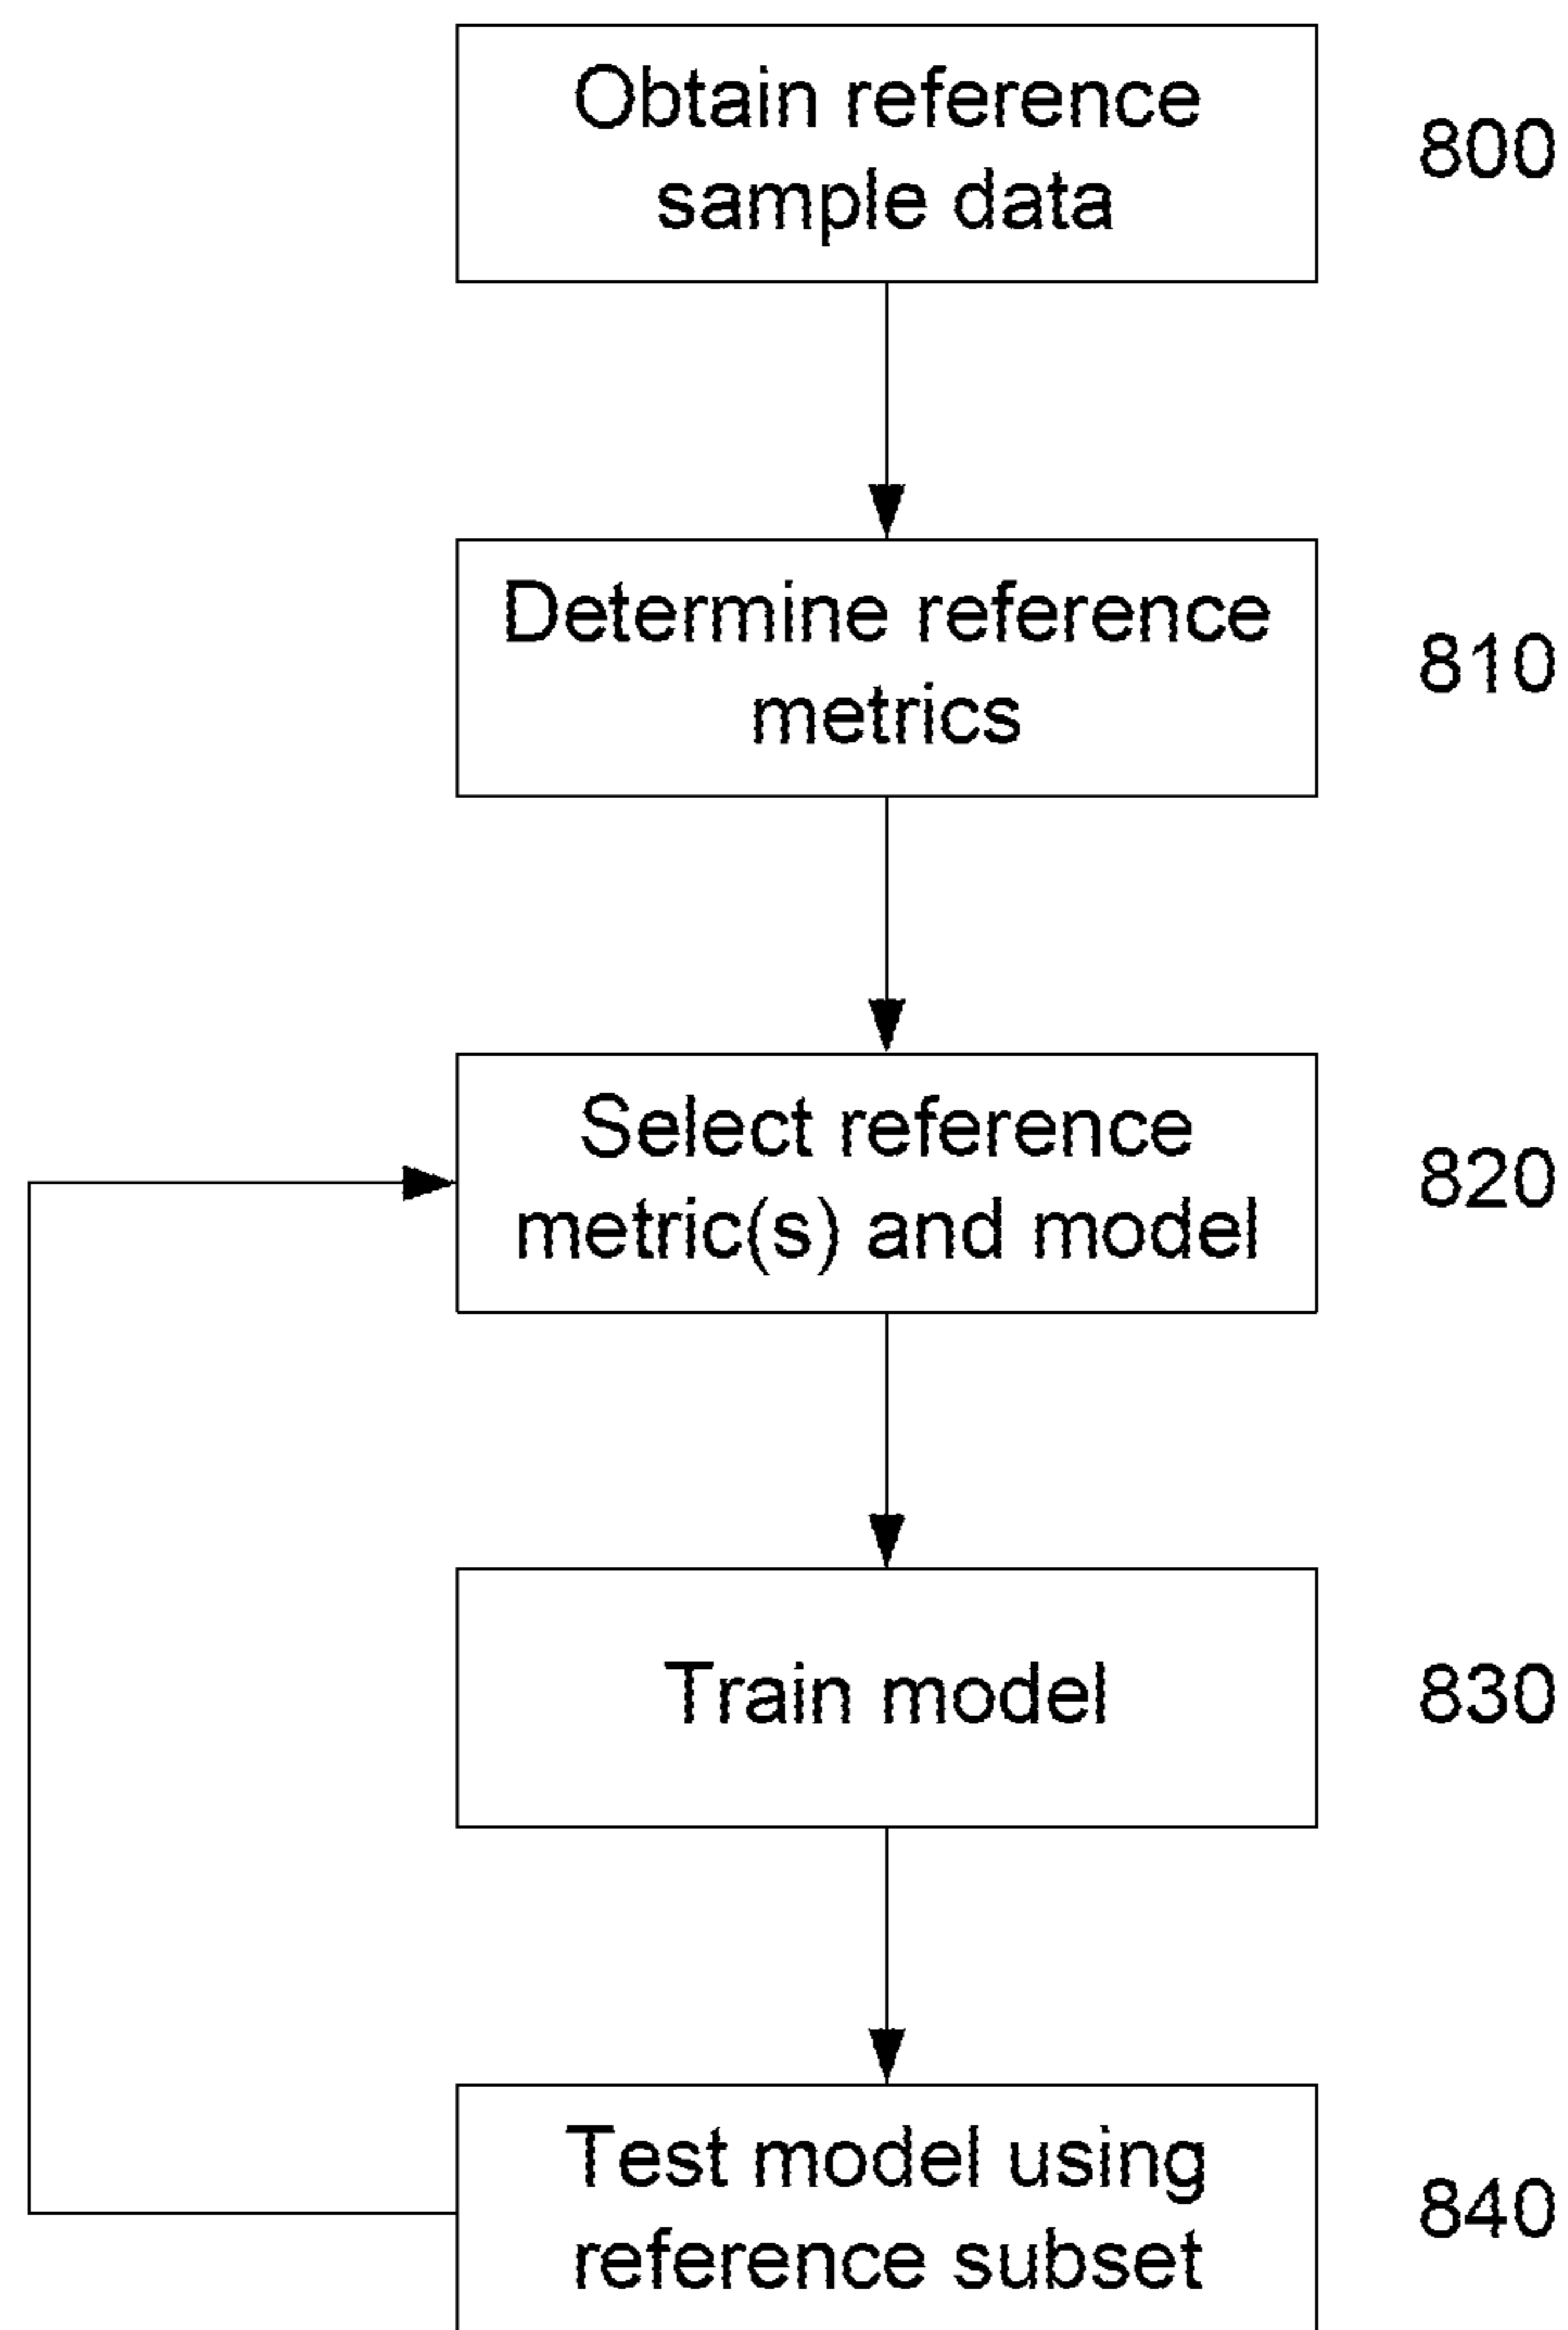 Obtain reference
sample data
800
Determine reference
metrics
810
Select reference
metric(s) and model
820
Train model
830
Test model using
reference subset
840